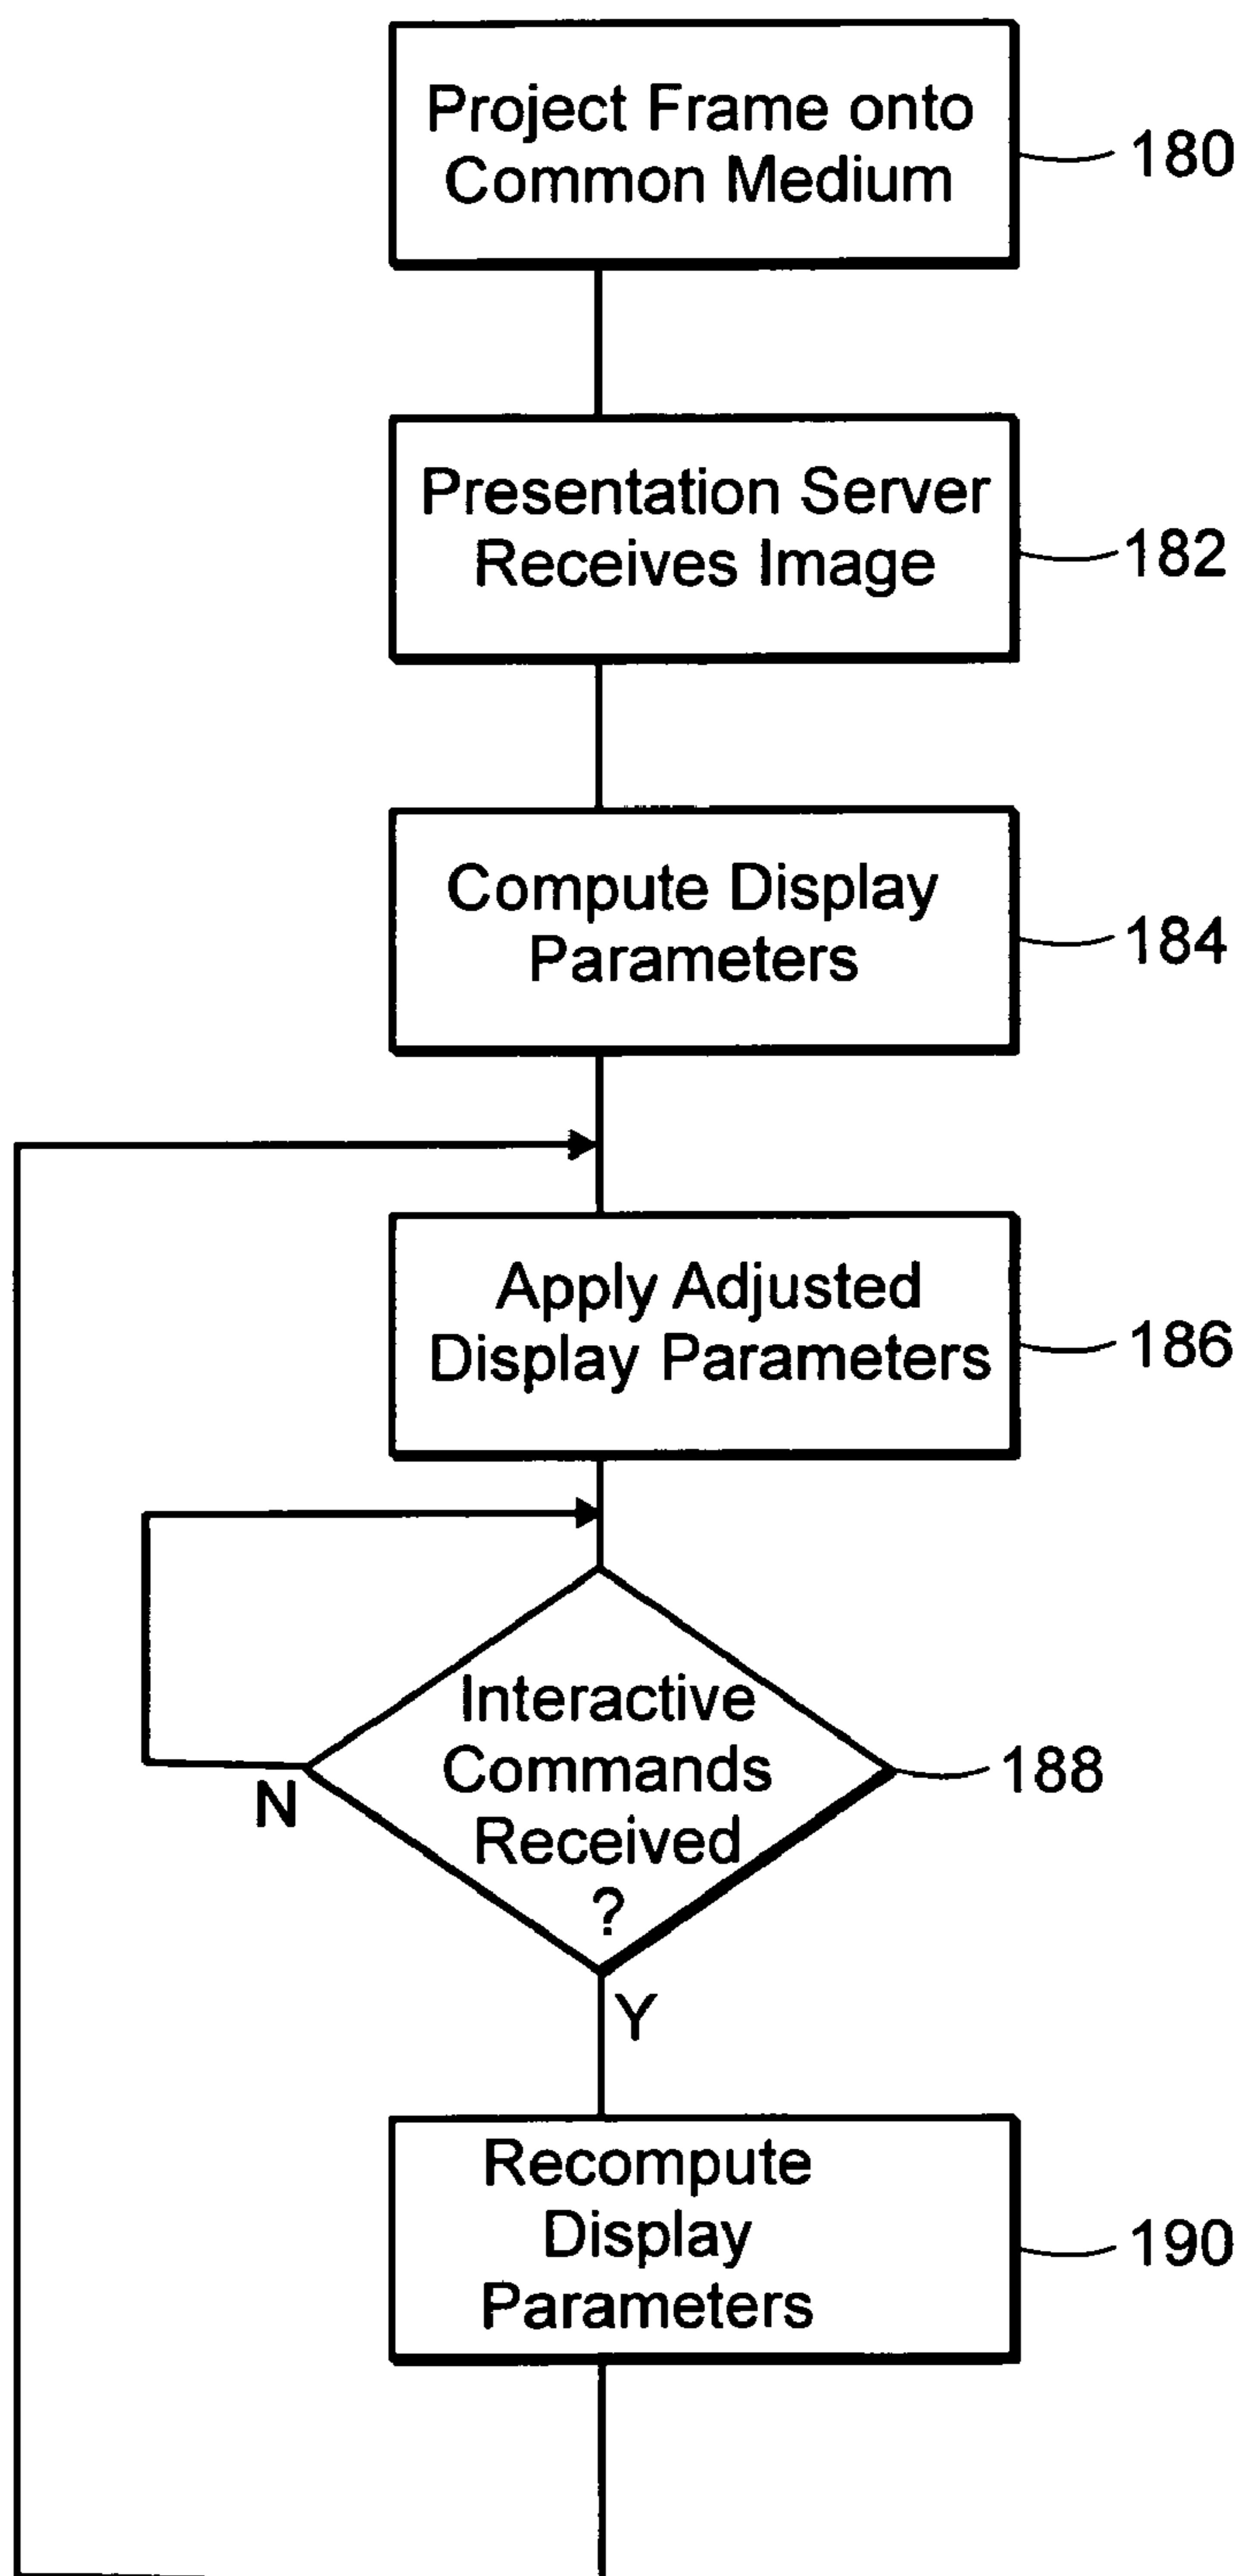 Project Frame onto
Common Medium
180
Presentation Server
Receives Image
182
Compute Display
Parameters
184
Apply Adjusted
Display Parameters
186
Interactive
Commands
Received
?
188
N
Y
Recompute
Display
Parameters
190